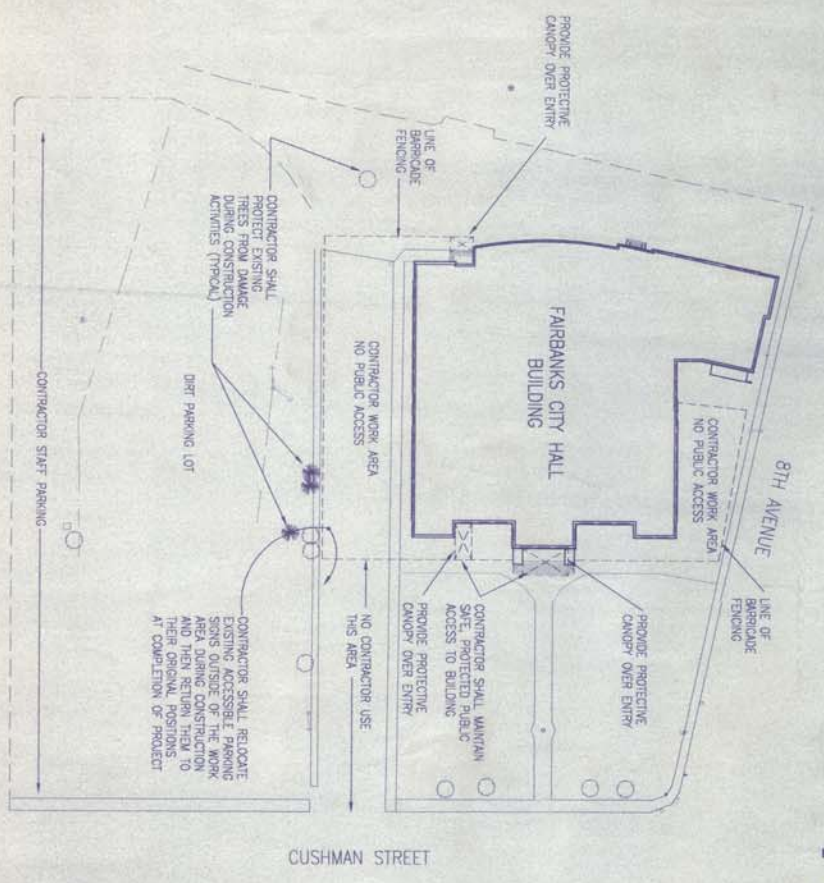 PROVIDE PROTECTIVE
CANOPY OVER ENTRY
LINE OF
BARRICADE
FENCING
CONTRACTOR SHALL
PROTECT EXISTING
TREES FROM DAMAGE
DURING CONSTRUCTION
ACTIVITIES (TYPICAL)
CONTRACTOR WORK AREA
NO PUBLIC ACCESS
FAIRBANKS CITY HALL
BUILDING
CONTRACTOR WORK AREA
NO PUBLIC ACCESS
8TH AVENUE
LINE OF
BARRICADE
FENCING
DIRT PARKING LOT
CONTRACTOR STAFF PARKING
PROVIDE PROTECTIVE
CANOPY OVER ENTRY
CONTRACTOR SHALL MAINTAIN
SAFE, PROTECTED PUBLIC
ACCESS TO BUILDING
PROVIDE PROTECTIVE
CANOPY OVER ENTRY
NO CONTRACTOR USE
THIS AREA
CONTRACTOR SHALL RELOCATE
EXISTING ACCESSIBLE PARKING
SIGNS OUTSIDE OF THE WORK
AREA DURING CONSTRUCTION
AND THEN RETURN THEM TO
THEIR ORIGINAL POSITIONS
AT COMPLETION OF PROJECT
CUSHMAN STREET